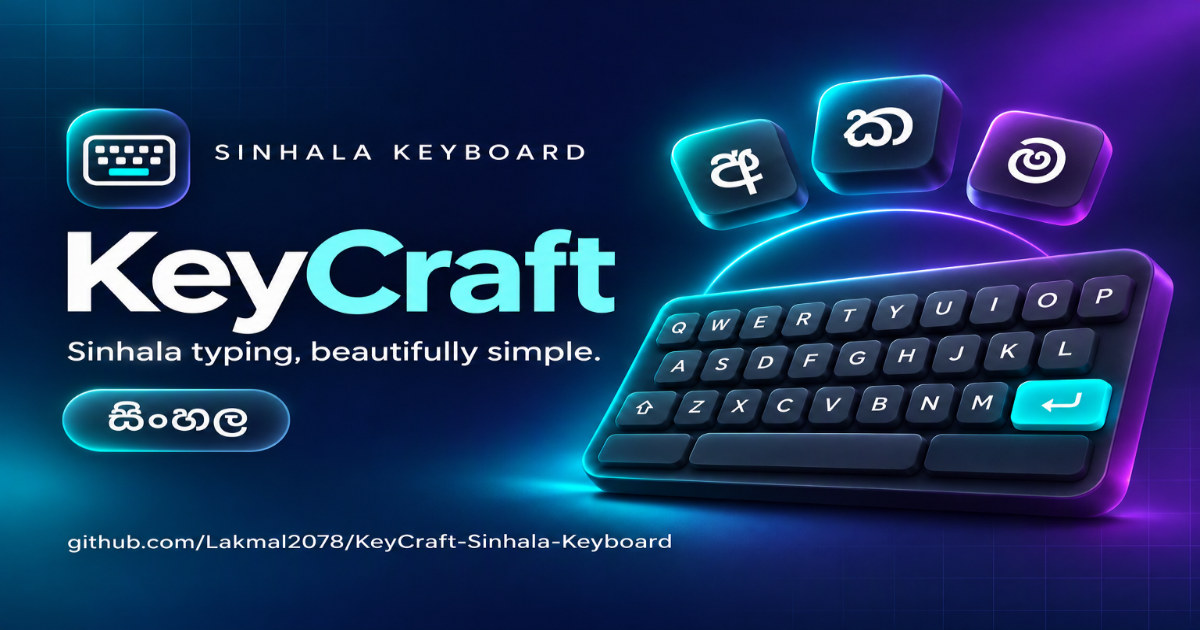 SINHALA KEYBOARD
KeyCraft
Sinhala typing, beautifully simple.
සිංහල
github.com/Lakmal2078/KeyCraft-Sinhala-Keyboard
අ ක ම
Q W E R T Y U I O P
A S D F G H J K L
Z X C V B N M